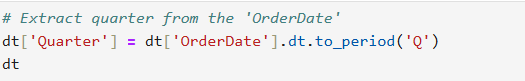 # Extract quarter from the 'OrderDate'
dt['Quarter'] = dt['OrderDate'].dt.to_period('Q')
dt